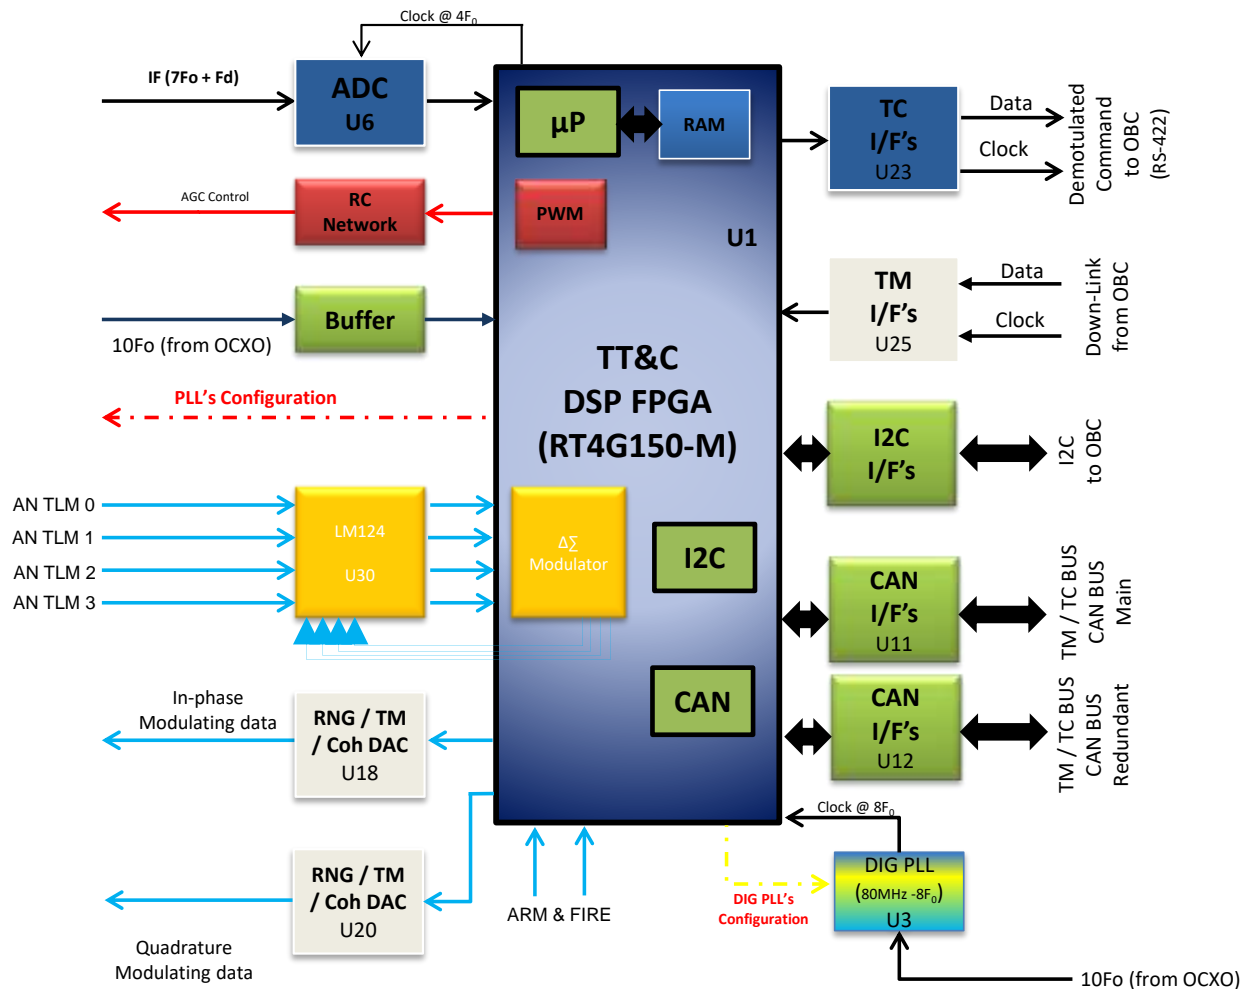 Clock @ 4F₀
IF (7Fo + Fd)
ADC
U6
µP
RAM
TC
I/F's
U23
Data
Clock
Demotulated
Command
to OBC
(RS-422)
AGC Control
RC
Network
PWM
U1
TM
I/F's
U25
Data
Clock
Down-Link
from OBC
Buffer
10Fo (from OCXO)
TT&C
DSP FPGA
(RT4G150-M)
PLL's Configuration
I2C
I/F's
I2C
to OBC
AN TLM 0
AN TLM 1
AN TLM 2
AN TLM 3
LM124
U30
Δ∑
Modulator
I2C
CAN
I/F's
U11
TM / TC BUS
CAN BUS
Main
CAN
CAN
I/F's
U12
TM / TC BUS
CAN BUS
Redundant
In-phase
Modulating data
RNG / TM
/ Coh DAC
U18
Clock @ 8F₀
RNG / TM
/ Coh DAC
U20
Quadrature
Modulating data
ARM & FIRE
DIG PLL's
Configuration
DIG PLL
(80MHz -8F₀)
U3
10Fo (from OCXO)